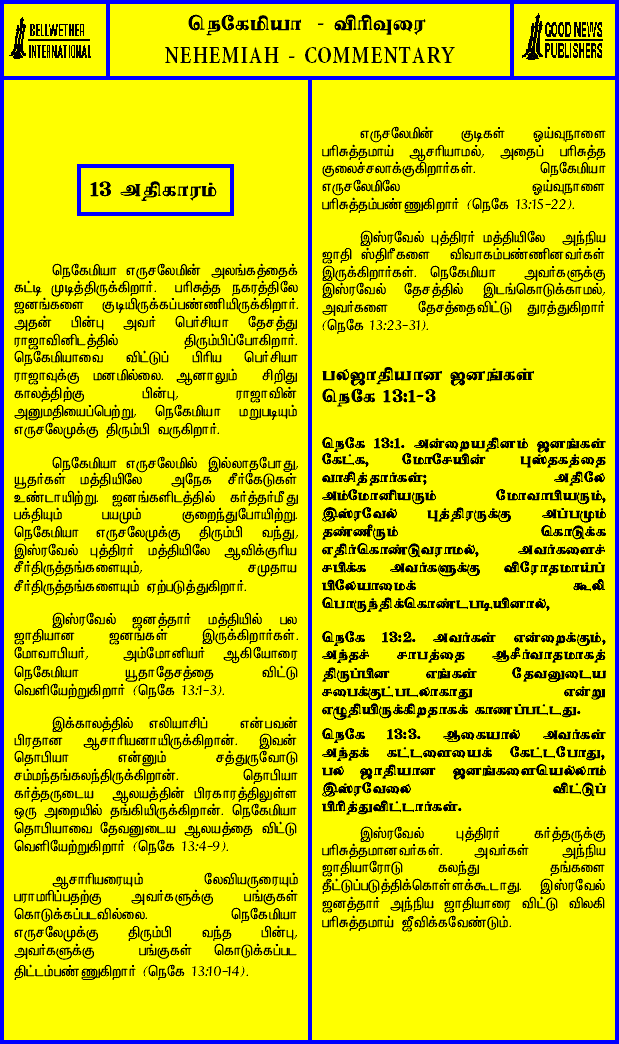 BELLWETHER
INTERNATIONAL
நெகேமியா - விரிவுரை
NEHEMIAH - COMMENTARY
GOOD NEWS
PUBLISHERS
13 அதிகாரம்
நெகேமியா எருசலேமின் அலங்கத்தைக்
கட்டி முடித்திருக்கிறார். பரிசுத்த நகரத்திலே
ஜனங்களை குடியிருக்கப்பண்ணியிருக்கிறார்.
அதன் பின்பு அவர் பெர்சியா தேசத்து
ராஜாவினிடத்தில் திரும்பிப்போகிறார்.
நெகேமியாவை விட்டுப் பிரிய பெர்சியா
ராஜாவுக்கு மனமில்லை. ஆனாலும் சிறிது
காலத்திற்கு பின்பு, ராஜாவின்
அனுமதியைப்பெற்று, நெகேமியா மறுபடியும்
எருசலேமுக்கு திரும்பி வருகிறார்.
நெகேமியா எருசலேமில் இல்லாதபோது,
யூதர்கள் மத்தியிலே அநேக சீர்கேடுகள்
உண்டாயிற்று. ஜனங்களிடத்தில் கர்த்தர்மீது
பக்தியும் பயமும் குறைந்துபோயிற்று.
நெகேமியா எருசலேமுக்கு திரும்பி வந்து,
இஸ்ரவேல் புத்திரர் மத்தியிலே ஆவிக்குரிய
சீர்திருத்தங்களையும், சமுதாய
சீர்திருத்தங்களையும் ஏற்படுத்துகிறார்.
இஸ்ரவேல் ஜனத்தார் மத்தியில் பல
ஜாதியான ஜனங்கள் இருக்கிறார்கள்.
மோவாபியர், அம்மோனியர் ஆகியோரை
நெகேமியா யூதாதேசத்தை விட்டு
வெளியேற்றுகிறார் (நெகே 13:1-3).
இக்காலத்தில் எலியாசிப் என்பவன்
பிரதான ஆசாரியனாயிருக்கிறான். இவன்
தொபியா என்னும் சத்துருவோடு
சம்மந்தங்கலந்திருக்கிறான். தொபியா
கர்த்தருடைய ஆலயத்தின் பிரகாரத்திலுள்ள
ஒரு அறையில் தங்கியிருக்கிறான். நெகேமியா
தொபியாவை தேவனுடைய ஆலயத்தை விட்டு
வெளியேற்றுகிறார் (நெகே 13:4-9).
ஆசாரியரையும் லேவியருரையும்
பராமரிப்பதற்கு அவர்களுக்கு பங்குகள்
கொடுக்கப்படவில்லை. நெகேமியா
எருசலேமுக்கு திரும்பி வந்த பின்பு,
அவர்களுக்கு பங்குகள் கொடுக்கப்பட
திட்டம்பண்ணுகிறார் (நெகே 13:10-14).
எருசலேமின் குடிகள் ஓய்வுநாளை
பரிசுத்தமாய் ஆசரியாமல், அதைப் பரிசுத்த
குலைச்சலாக்குகிறார்கள். நெகேமியா
எருசலேமிலே ஓய்வுநாளை
பரிசுத்தம்பண்ணுகிறார் (நெகே 13:15-22).
இஸ்ரவேல் புத்திரர் மத்தியிலே அந்நிய
ஜாதி ஸ்திரீகளை விவாகம்பண்ணினவர்கள்
இருக்கிறார்கள். நெகேமியா அவர்களுக்கு
இஸ்ரவேல் தேசத்தில் இடங்கொடுக்காமல்,
அவர்களை தேசத்தைவிட்டு துரத்துகிறார்
(நெகே 13:23-31).
பல்ஜாதியான ஜனங்கள்
நெகே 13:1-3
நெகே 13:1. அன்றையதினம் ஜனங்கள்
கேட்க, மோசேயின் புஸ்தகத்தை
வாசித்தார்கள்; அதிலே
அம்மோனியரும் மோவாபியரும்,
இஸ்ரவேல் புத்திரருக்கு அப்பமும்
தண்ணீரும் கொடுக்க
எதிர்கொண்டுவராமல், அவர்களைச்
சபிக்க அவர்களுக்கு விரோதமாய்ப்
பிலேயாமைக் கூலி
பொருந்திக்கொண்டபடியினால்,
நெகே 13:2. அவர்கள் என்றைக்கும்,
அந்தச் சாபத்தை ஆசீர்வாதமாகத்
திருப்பின எங்கள் தேவனுடைய
சபைக்குட்படலாகாது என்று
எழுதியிருக்கிறதாகக் காணப்பட்டது.
நெகே 13:3. ஆகையால் அவர்கள்
அந்தக் கட்டளையைக் கேட்டபோது,
பல ஜாதியான ஜனங்களையெல்லாம்
இஸ்ரவேலை விட்டுப்
பிரித்துவிட்டார்கள்.
இஸ்ரவேல் புத்திரர் கர்த்தருக்கு
பரிசுத்தமானவர்கள். அவர்கள் அந்நிய
ஜாதியாரோடு கலந்து தங்களை
தீட்டுப்படுத்திக்கொள்ளக்கூடாது. இஸ்ரவேல்
ஜனத்தார் அந்நிய ஜாதியாரை விட்டு விலகி
பரிசுத்தமாய் ஜீவிக்கவேண்டும்.